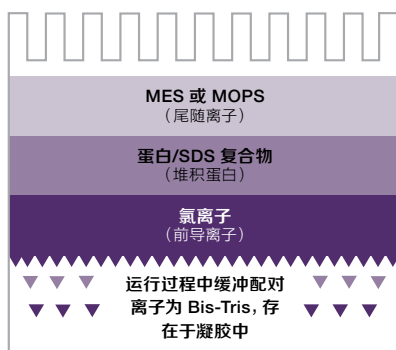 MES 或 MOPS
（尾随离子）
蛋白/SDS 复合物
（堆积蛋白）
氯离子
（前导离子）
运行过程中缓冲配对
离子为 Bis-Tris, 存
在于凝胶中